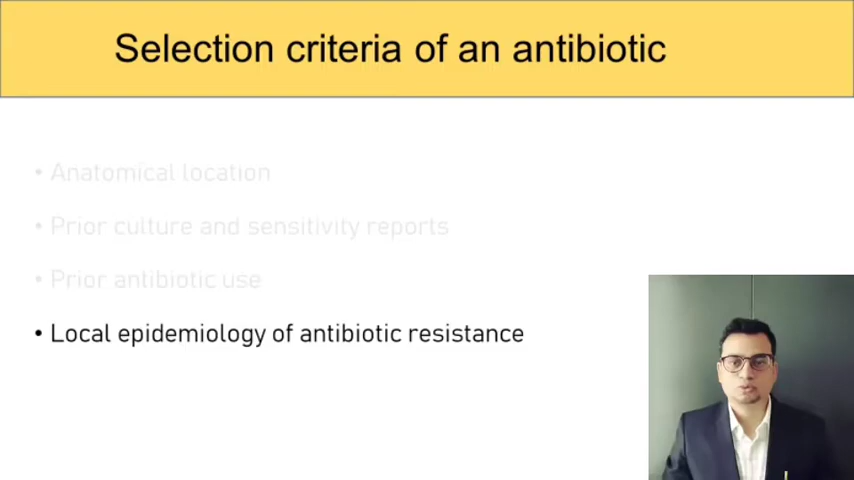 Selection criteria of an antibiotic
• Anatomical location
• Prior culture and sensitivity reports
• Prior antibiotic use
• Local epidemiology of antibiotic resistance